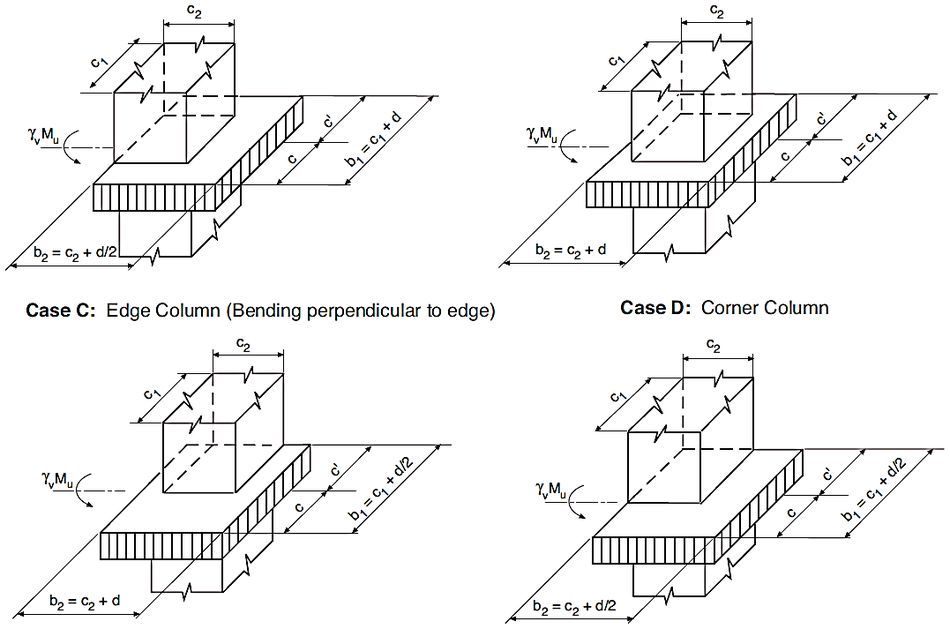 c₂
c₂
c₁
c₁
γᵥMᵤ
c'
c
b₁ = c₁ + d
γᵥMᵤ
c'
c
b₁ = c₁ + d
b₂ = c₂ + d/2
b₂ = c₂ + d
Case C: Edge Column (Bending perpendicular to edge)
Case D: Corner Column
c₂
c₂
c₁
c₁
γᵥMᵤ
c'
c
b₁ = c₁ + d/2
γᵥMᵤ
c'
c
b₁ = c₁ + d/2
b₂ = c₂ + d
b₂ = c₂ + d/2